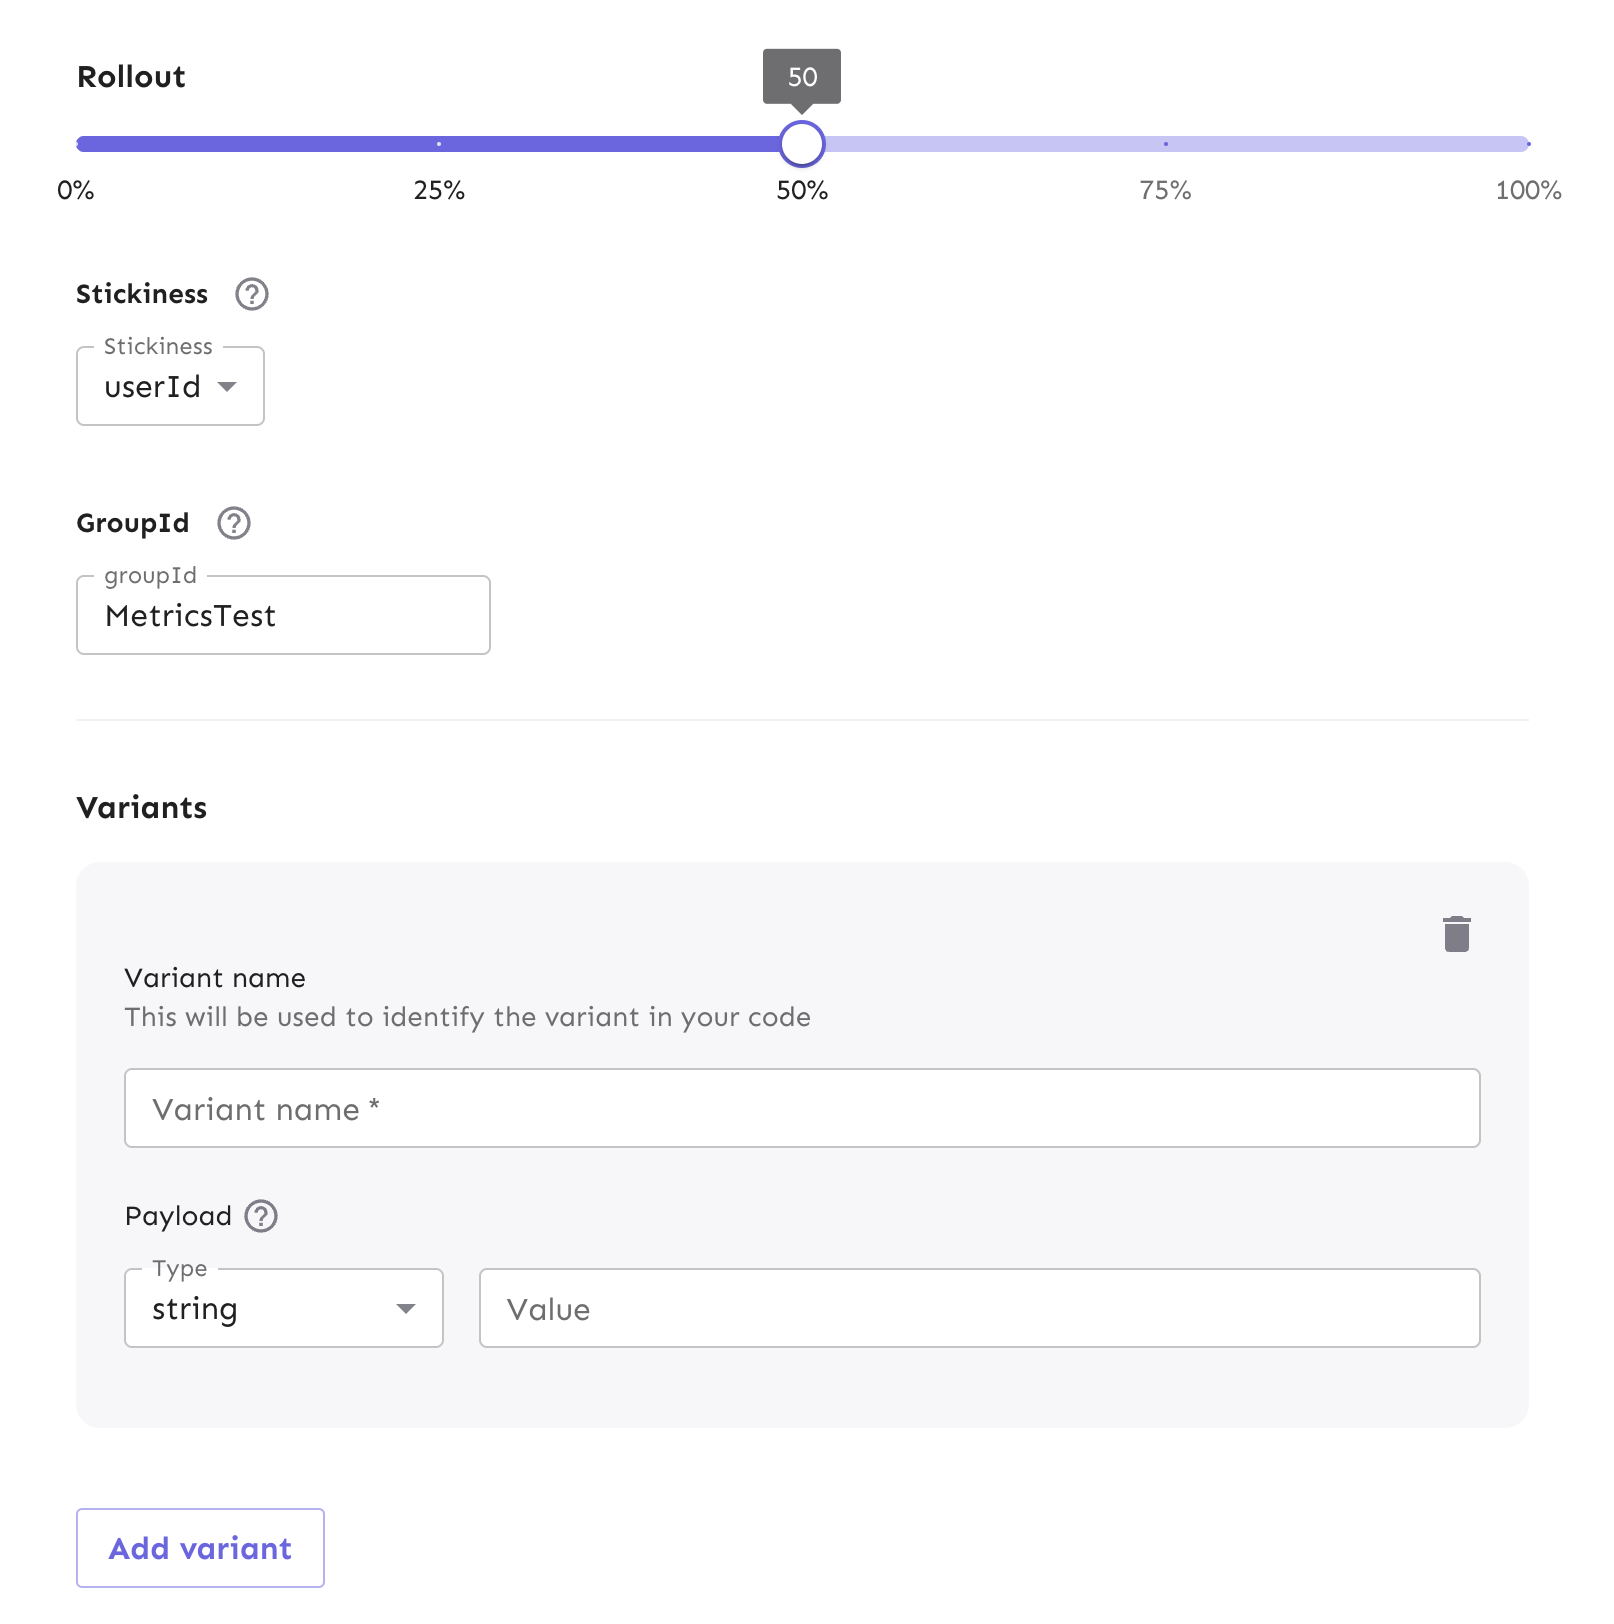 Rollout
50
0% 25% 50% 75% 100%
Stickiness
Stickiness
userId
GroupId
groupId
MetricsTest
Variants
Variant name
This will be used to identify the variant in your code
Variant name *
Payload
Type
string
Value
Add variant